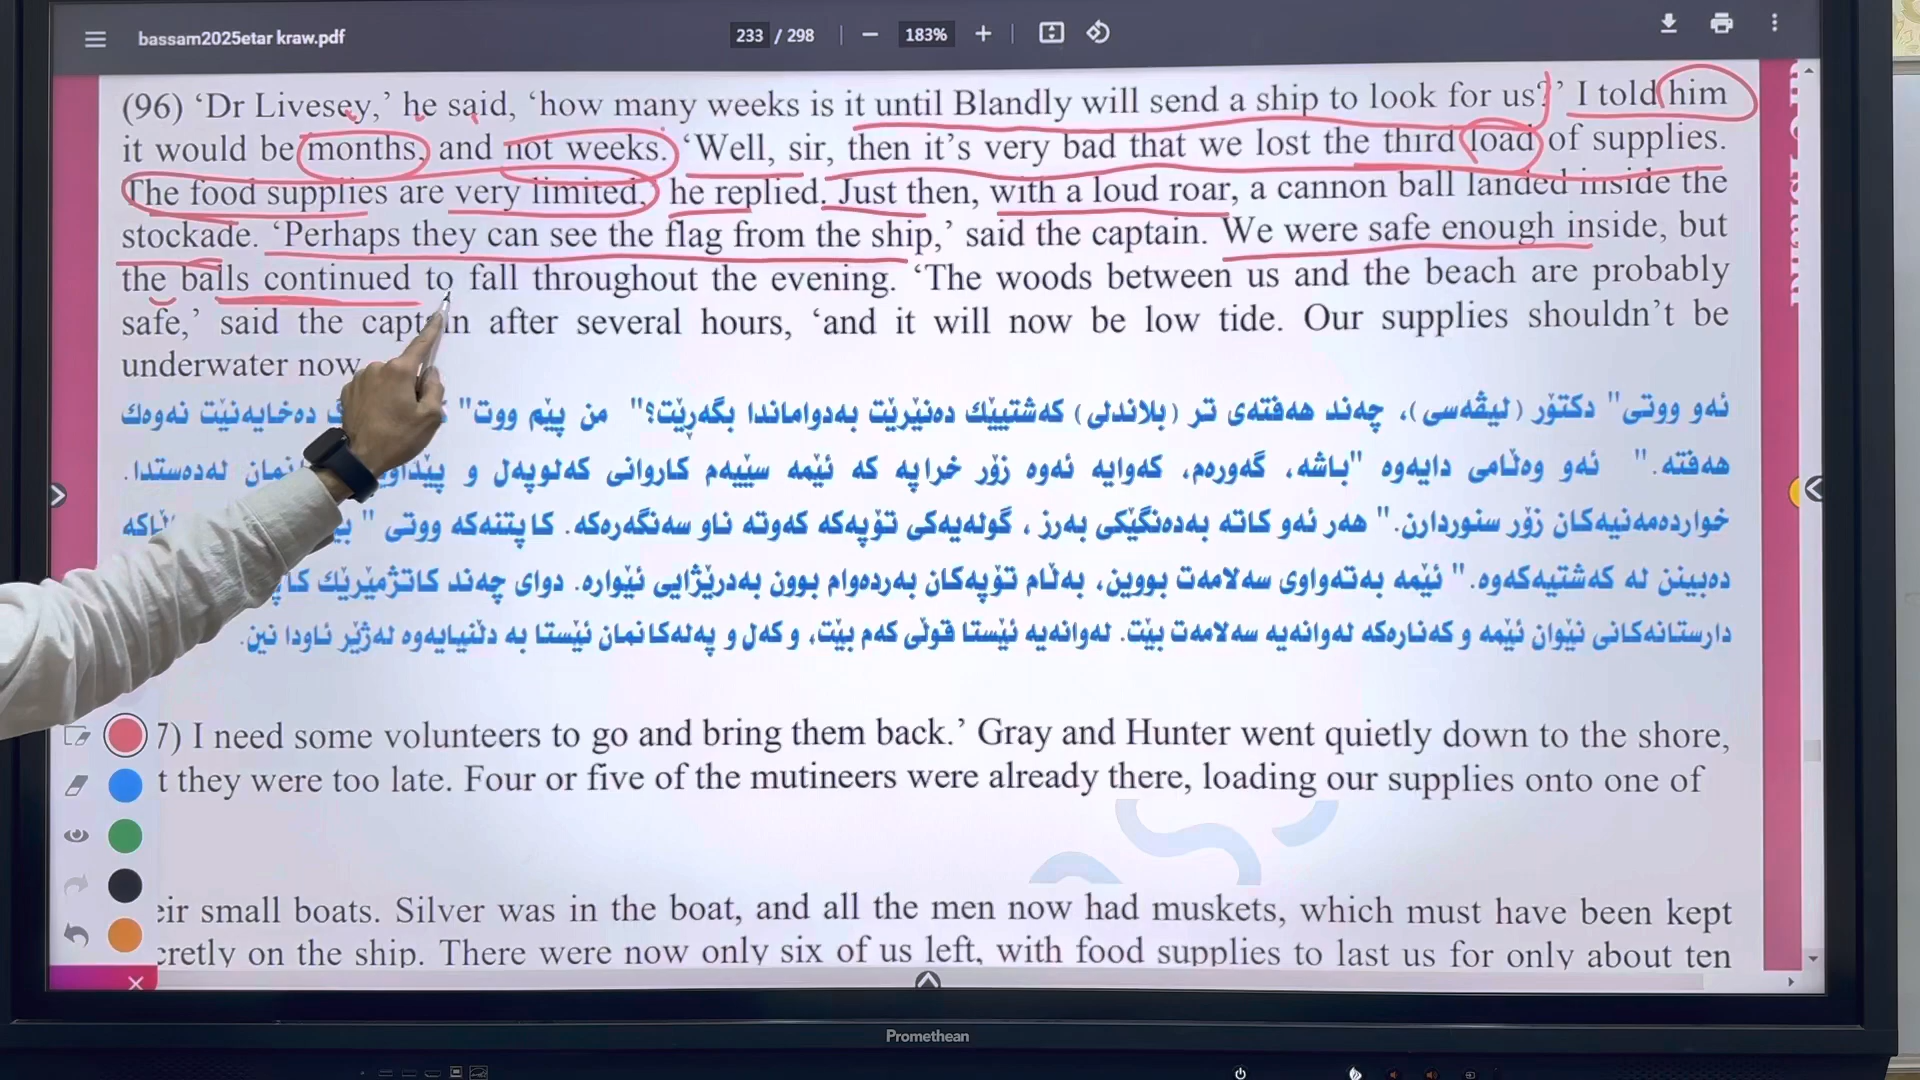 bassam2025etar kraw.pdf
233 / 298
183%
(96) ‘Dr Livesey,’ he said, ‘how many weeks is it until Blandly will send a ship to look for us?’ I told him
it would be months, and not weeks. ‘Well, sir, then it’s very bad that we lost the third load of supplies.
The food supplies are very limited,’ he replied. Just then, with a loud roar, a cannon ball landed inside the
stockade. ‘Perhaps they can see the flag from the ship,’ said the captain. We were safe enough inside, but
the balls continued to fall throughout the evening. ‘The woods between us and the beach are probably
safe,’ said the captain after several hours, ‘and it will now be low tide. Our supplies shouldn’t be
underwater now
ئەو ووتی" دکتۆر (لیڤەسی)، چەند هەفتەی تر (بلاندلی) کەشتییێك دەنێرێت بەدواماندا بگەڕێت؟" من پێم ووت" دەخایەنێت نەوەك
هەفتە." ئەو وەڵامی دایەوە "باشە، گەورەم، کەوایە ئەوە زۆر خراپە کە ئێمە سێیەم کاروانی کەلوپەل و لەدەستدا.
خواردەمەنیەکان زۆر سنوردارن." هەر ئەو کاتە بەدەنگێکی بەرز ، گولەیەکی تۆپەکە کەوتە ناو سەنگەرەکە. کاپتنەکە ووتی "
دەبینن لە کەشتیەکەوە." ئێمە بەتەواوی سەلامەت بووین، بەڵام تۆپەکان بەردەوام بوون بەدرێژایی ئێوارە. دوای چەند کاتژمێرێك
دارستانەکانی نێوان ئێمە و کەنارەکە لەوانەیە سەلامەت بێت. لەوانەیە ئێستا قوڵی کەم بێت، و کەل و پەلەکانمان ئێستا بە دڵنیایەوە لەژێر ئاودا نین.
7) I need some volunteers to go and bring them back.’ Gray and Hunter went quietly down to the shore,
t they were too late. Four or five of the mutineers were already there, loading our supplies onto one of
eir small boats. Silver was in the boat, and all the men now had muskets, which must have been kept
cretly on the ship. There were now only six of us left, with food supplies to last us for only about ten
Promethean